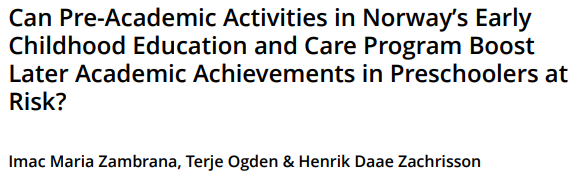 Can Pre-Academic Activities in Norway’s Early
Childhood Education and Care Program Boost
Later Academic Achievements in Preschoolers at
Risk?
Imac Maria Zambrana, Terje Ogden & Henrik Daae Zachrisson